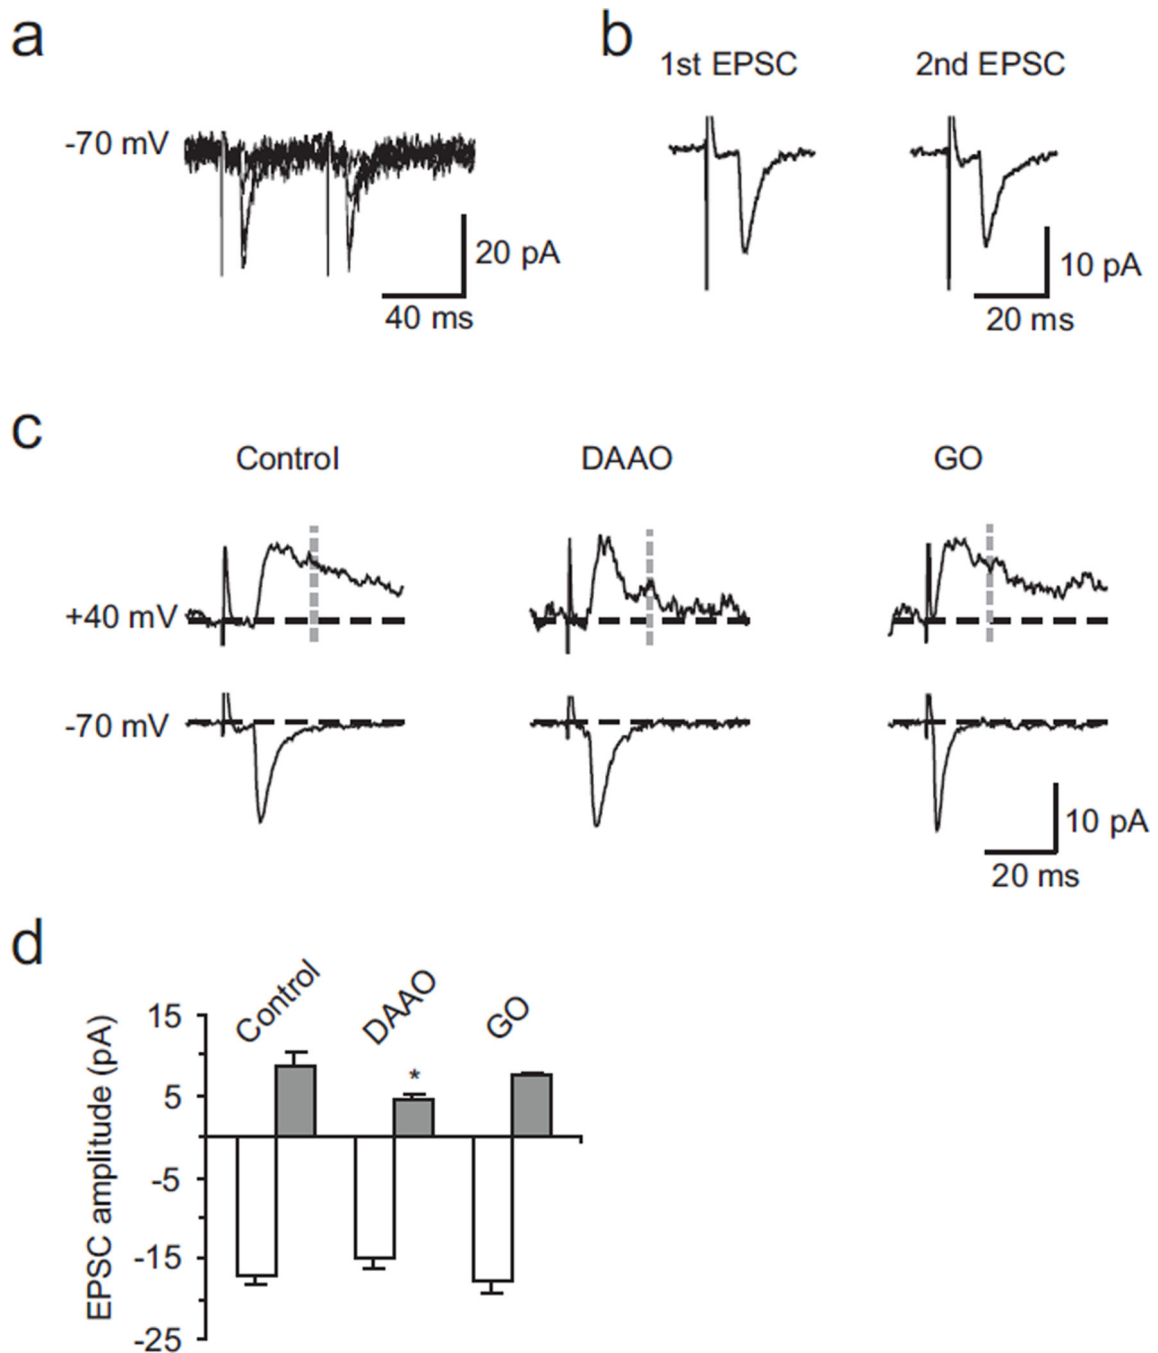 a
b
1st EPSC 2nd EPSC
-70 mV
20 pA
40 ms
10 pA
20 ms
c
Control DAAO GO
+40 mV
-70 mV
10 pA
20 ms
d
Control DAAO GO
EPSC amplitude (pA)
15
5
-5
-15
-25
*